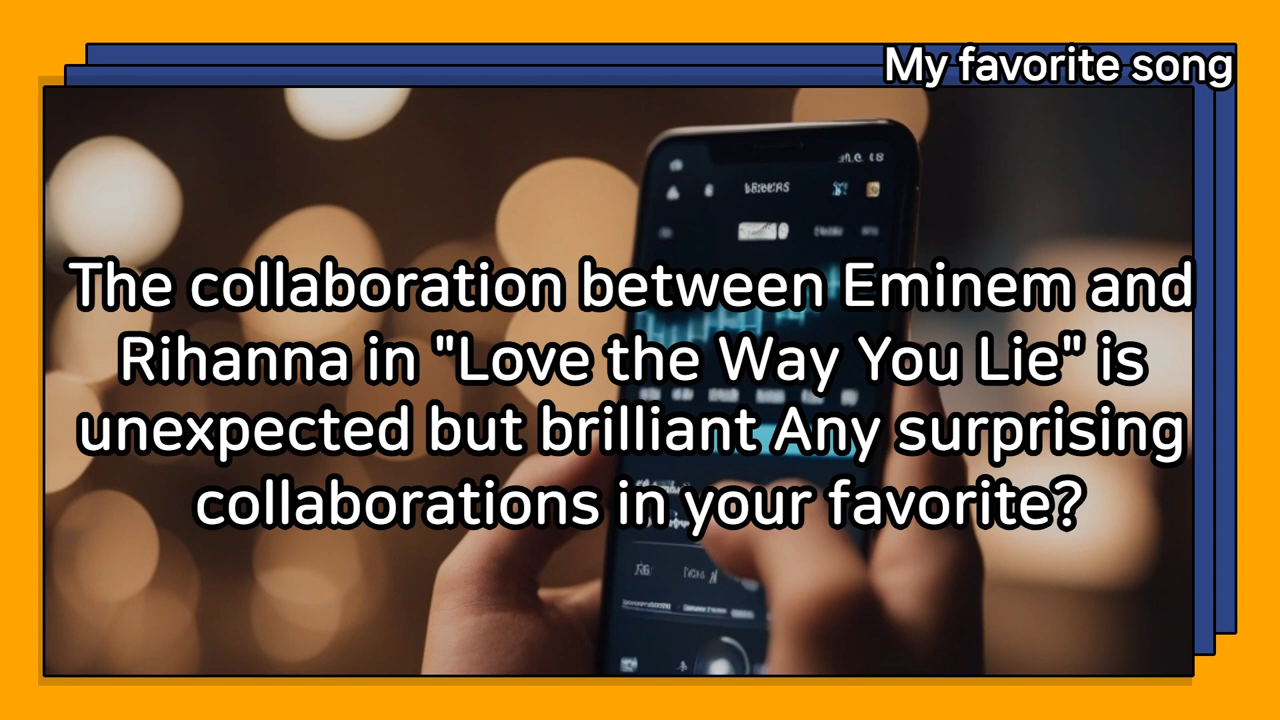 My favorite song
The collaboration between Eminem and
Rihanna in "Love the Way You Lie" is
unexpected but brilliant Any surprising
collaborations in your favorite?